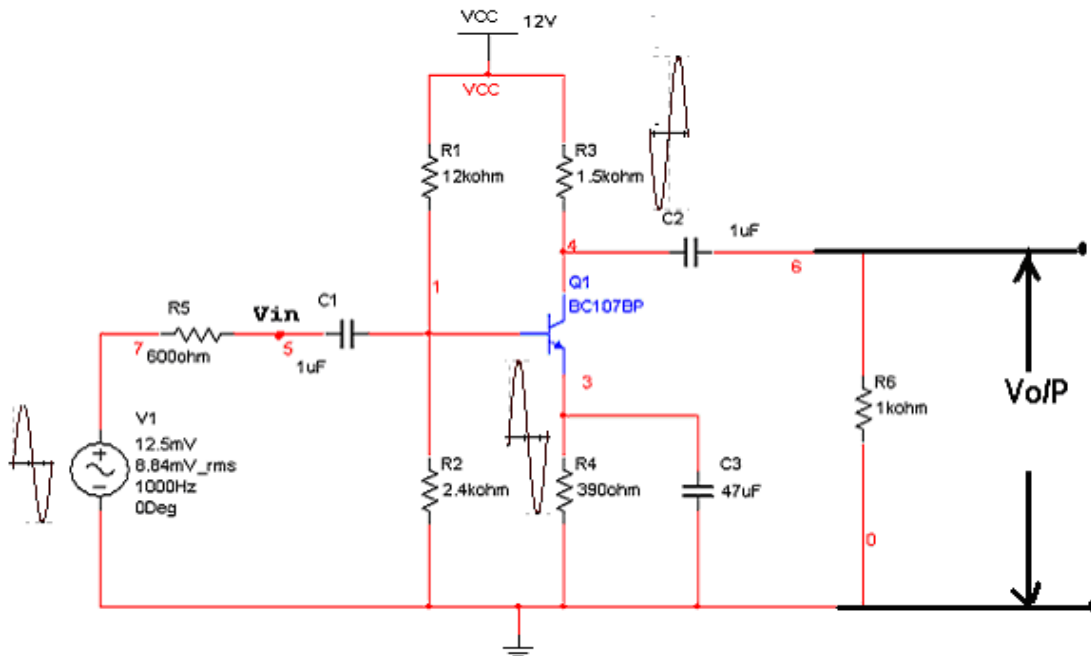 VCC
12V
VCC
R1
12kohm
R3
1.5kohm
C2
1uF
4
6
1
Q1
BC107BP
R5
600ohm
Vin
C1
7
5
1uF
3
V1
12.5mV
8.84mV_rms
1000Hz
0Deg
R2
2.4kohm
R4
390ohm
C3
47uF
R6
1kohm
Vo/P
0